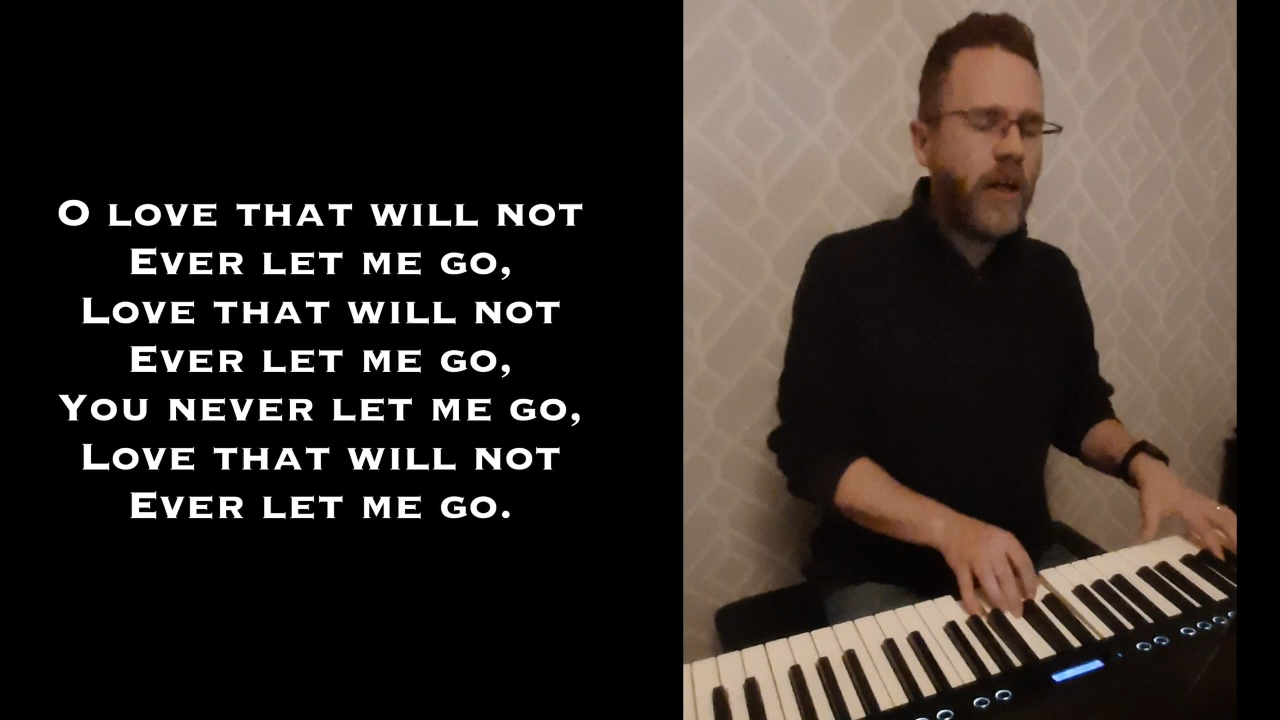 O love that will not
Ever let me go,
Love that will not
Ever let me go,
You never let me go,
Love that will not
Ever let me go.